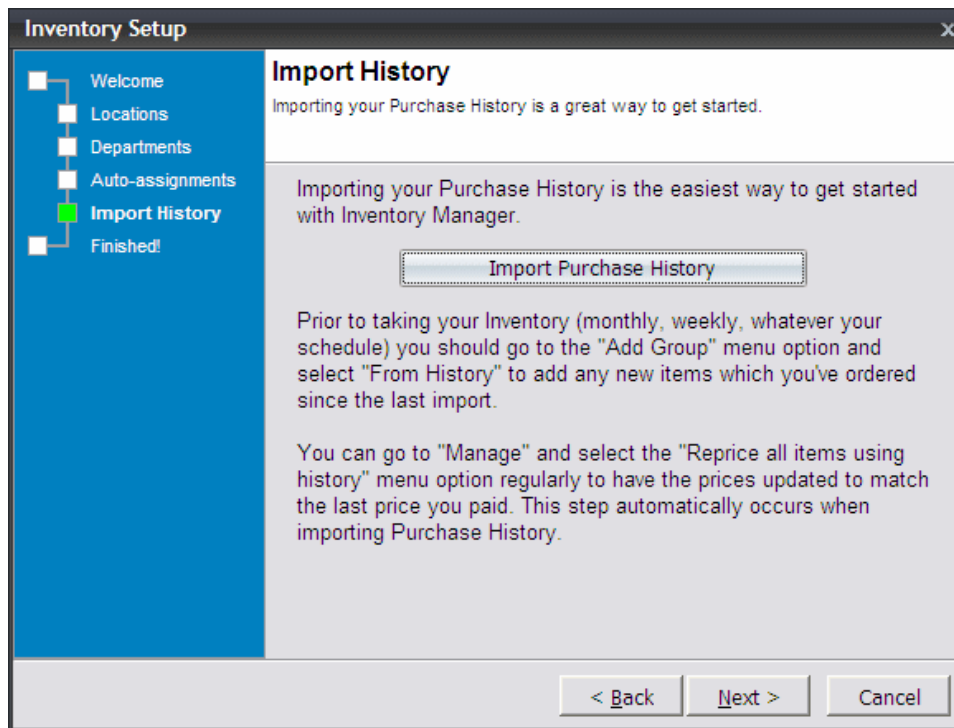 Inventory Setup
x
Welcome
Locations
Departments
Auto-assignments
Import History
Finished!
Import History
Importing your Purchase History is a great way to get started.
Importing your Purchase History is the easiest way to get started
with Inventory Manager.
Import Purchase History
Prior to taking your Inventory (monthly, weekly, whatever your
schedule) you should go to the "Add Group" menu option and
select "From History" to add any new items which you've ordered
since the last import.
You can go to "Manage" and select the "Reprice all items using
history" menu option regularly to have the prices updated to match
the last price you paid. This step automatically occurs when
importing Purchase History.
< Back
Next >
Cancel